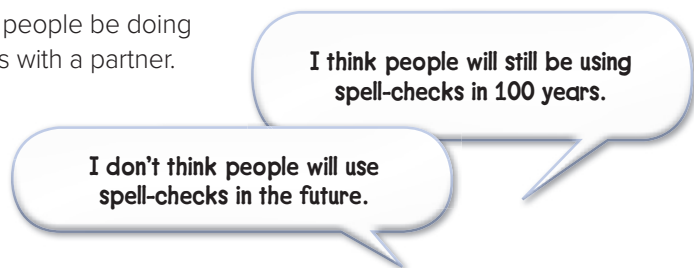 people be doing
s with a partner.
I think people will still be using
spell-checks in 100 years.
I don't think people will use
spell-checks in the future.